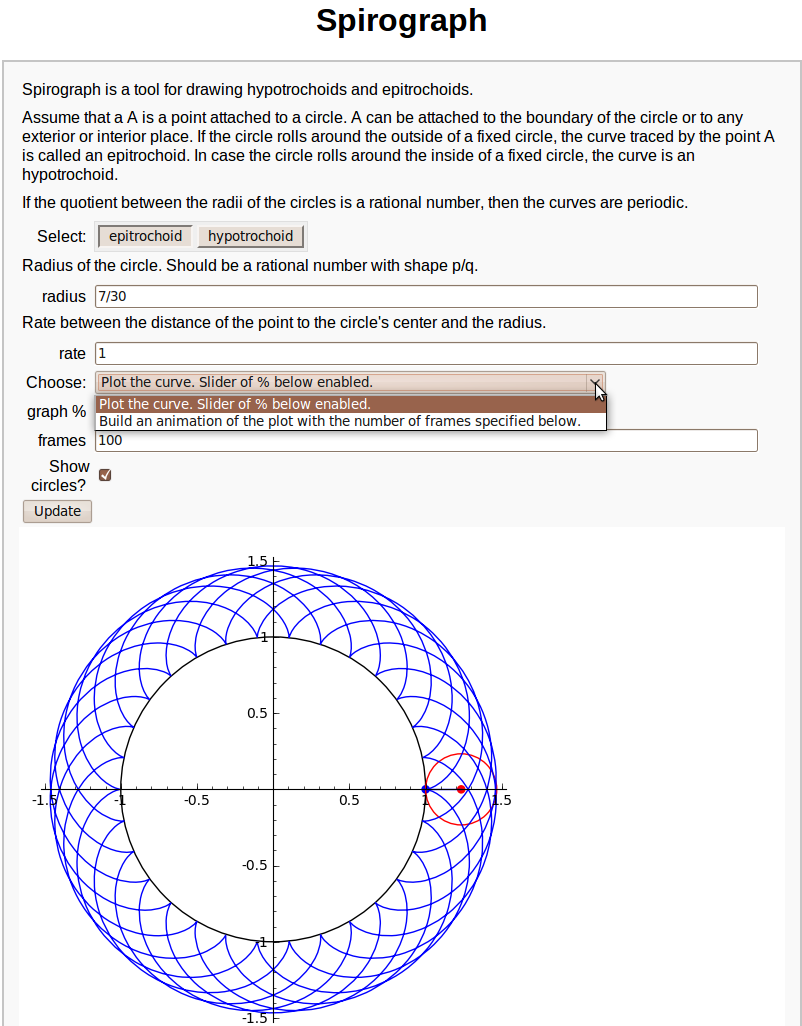 Spirograph
Spirograph is a tool for drawing hypotrochoids and epitrochoids.
Assume that a A is a point attached to a circle. A can be attached to the boundary of the circle or to any
exterior or interior place. If the circle rolls around the outside of a fixed circle, the curve traced by the point A
is called an epitrochoid. In case the circle rolls around the inside of a fixed circle, the curve is an
hypotrochoid.
If the quotient between the radii of the circles is a rational number, then the curves are periodic.
Select: epitrochoid hypotrochoid
Radius of the circle. Should be a rational number with shape p/q.
radius 7/30
Rate between the distance of the point to the circle's center and the radius.
rate 1
Choose: Plot the curve. Slider of % below enabled.
Plot the curve. Slider of % below enabled.
graph %
Build an animation of the plot with the number of frames specified below.
frames 100
Show
circles?
Update
1.5
1
0.5
-1.5 -1 -0.5 0.5 1 1.5
-0.5
-1
-1.5